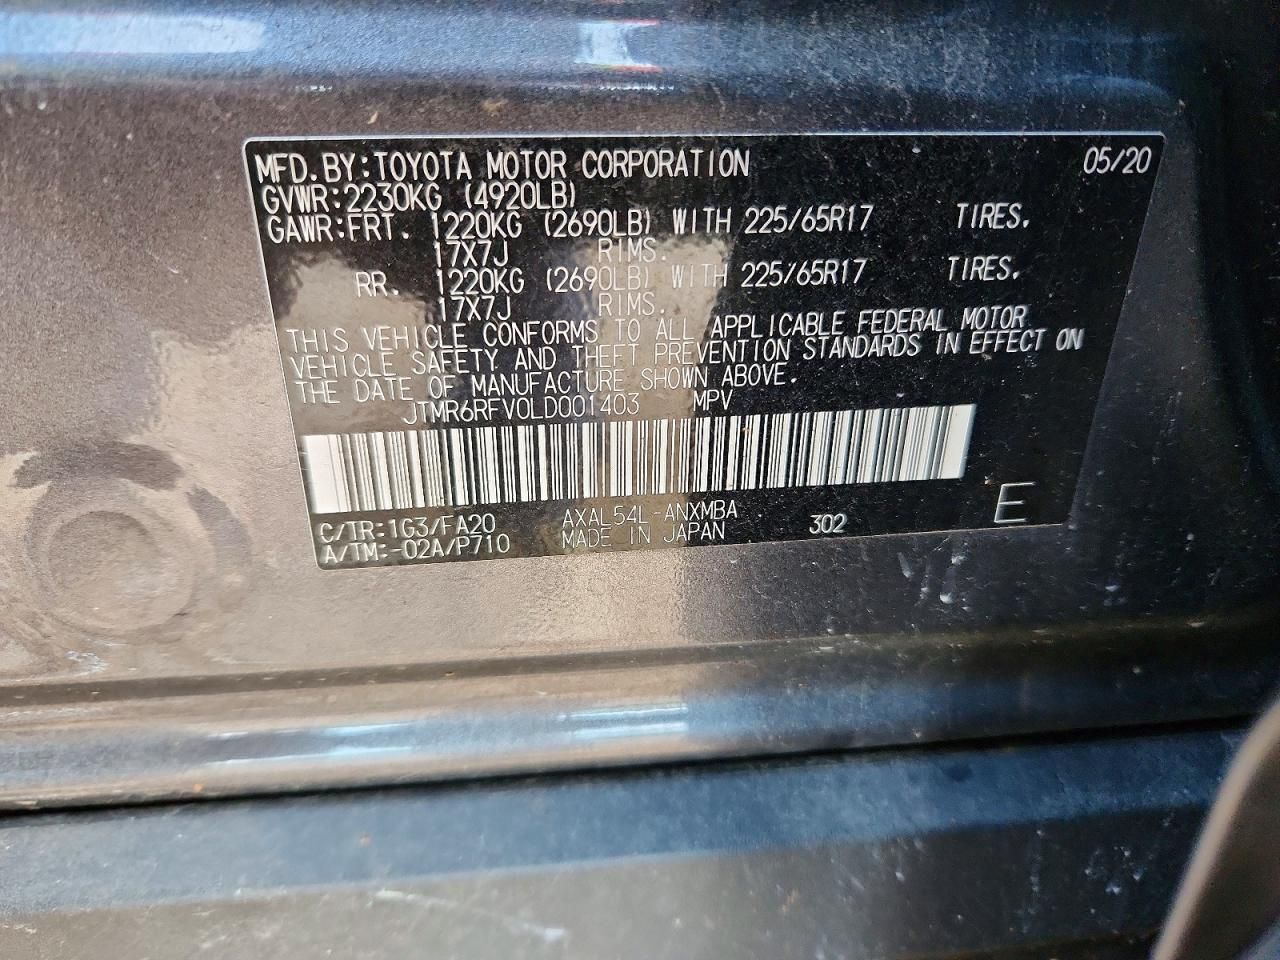 MFD.BY:TOYOTA MOTOR CORPORATION 05/20
GVWR:2230KG (4920LB)
GAWR:FRT. 1220KG (2690LB) WITH 225/65R17 TIRES.
17X7J RIMS.
RR. 1220KG (2690LB) WITH 225/65R17 TIRES.
17X7J RIMS.
THIS VEHICLE CONFORMS TO ALL APPLICABLE FEDERAL MOTOR
VEHICLE SAFETY AND THEFT PREVENTION STANDARDS IN EFFECT ON
THE DATE OF MANUFACTURE SHOWN ABOVE.
JTMR6RFV0LD001403 MPV
C/TR:1G3/FA20 AXAL54L-ANXMBA 302 E
A/TM:-02A/P710 MADE IN JAPAN